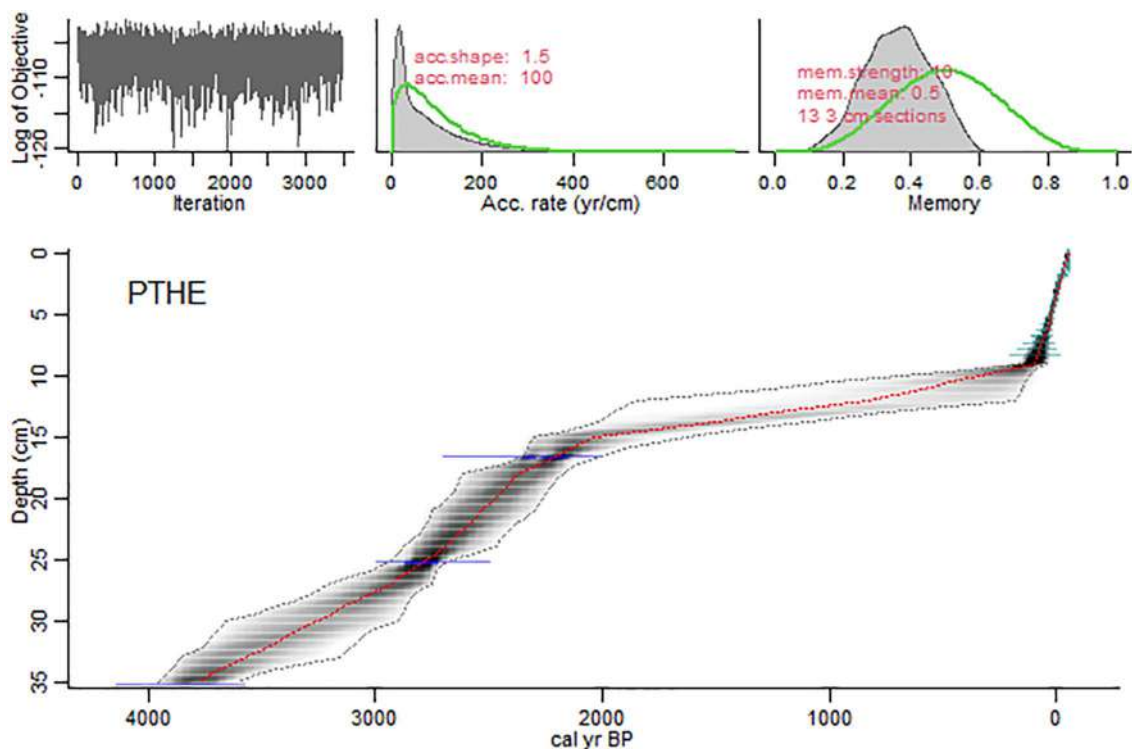 Log of Objective
-120
-110
0
1000
2000
3000
Iteration
acc.shape: 1.5
acc.mean: 100
0
200
400
600
Acc. rate (yr/cm)
mem.strength: 10
mem.mean: 0.5
13 3 cm sections
0.0
0.2
0.4
0.6
0.8
1.0
Memory
PTHE
Depth (cm)
0
5
10
15
20
25
30
35
4000
3000
2000
1000
0
cal yr BP